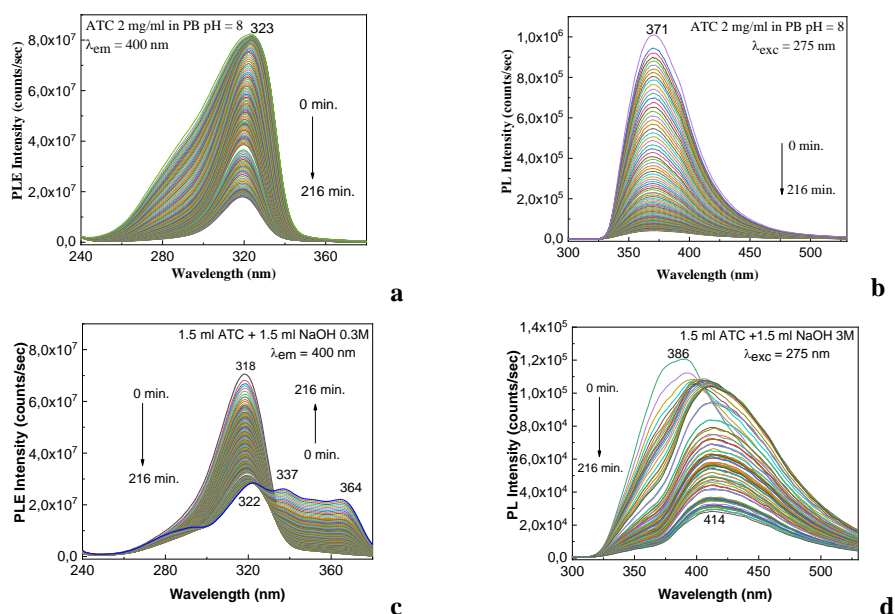 ATC 2 mg/ml in PB pH = 8
λem = 400 nm
323
0 min.
216 min.
PLE Intensity (counts/sec)
8,0x10⁷
6,0x10⁷
4,0x10⁷
2,0x10⁷
0,0
240 260 280 300 320 340 360
Wavelength (nm)
a
371
ATC 2 mg/ml in PB pH = 8
λexc = 275 nm
0 min.
216 min.
PL Intensity (counts/sec)
1,0x10⁶
8,0x10⁵
6,0x10⁵
4,0x10⁵
2,0x10⁵
0,0
300 350 400 450 500
Wavelength (nm)
b
1.5 ml ATC + 1.5 ml NaOH 0.3M
λem = 400 nm
318
0 min.
216 min.
216 min.
0 min.
337
364
322
PLE Intensity (counts/sec)
8,0x10⁷
6,0x10⁷
4,0x10⁷
2,0x10⁷
0,0
240 280 320 360
Wavelength (nm)
c
1.5 ml ATC +1.5 ml NaOH 3M
λexc = 275 nm
386
0 min.
216 min.
414
PL Intensity (counts/sec)
1,4x10⁵
1,2x10⁵
1,0x10⁵
8,0x10⁴
6,0x10⁴
4,0x10⁴
2,0x10⁴
0,0
300 350 400 450 500
Wavelength (nm)
d